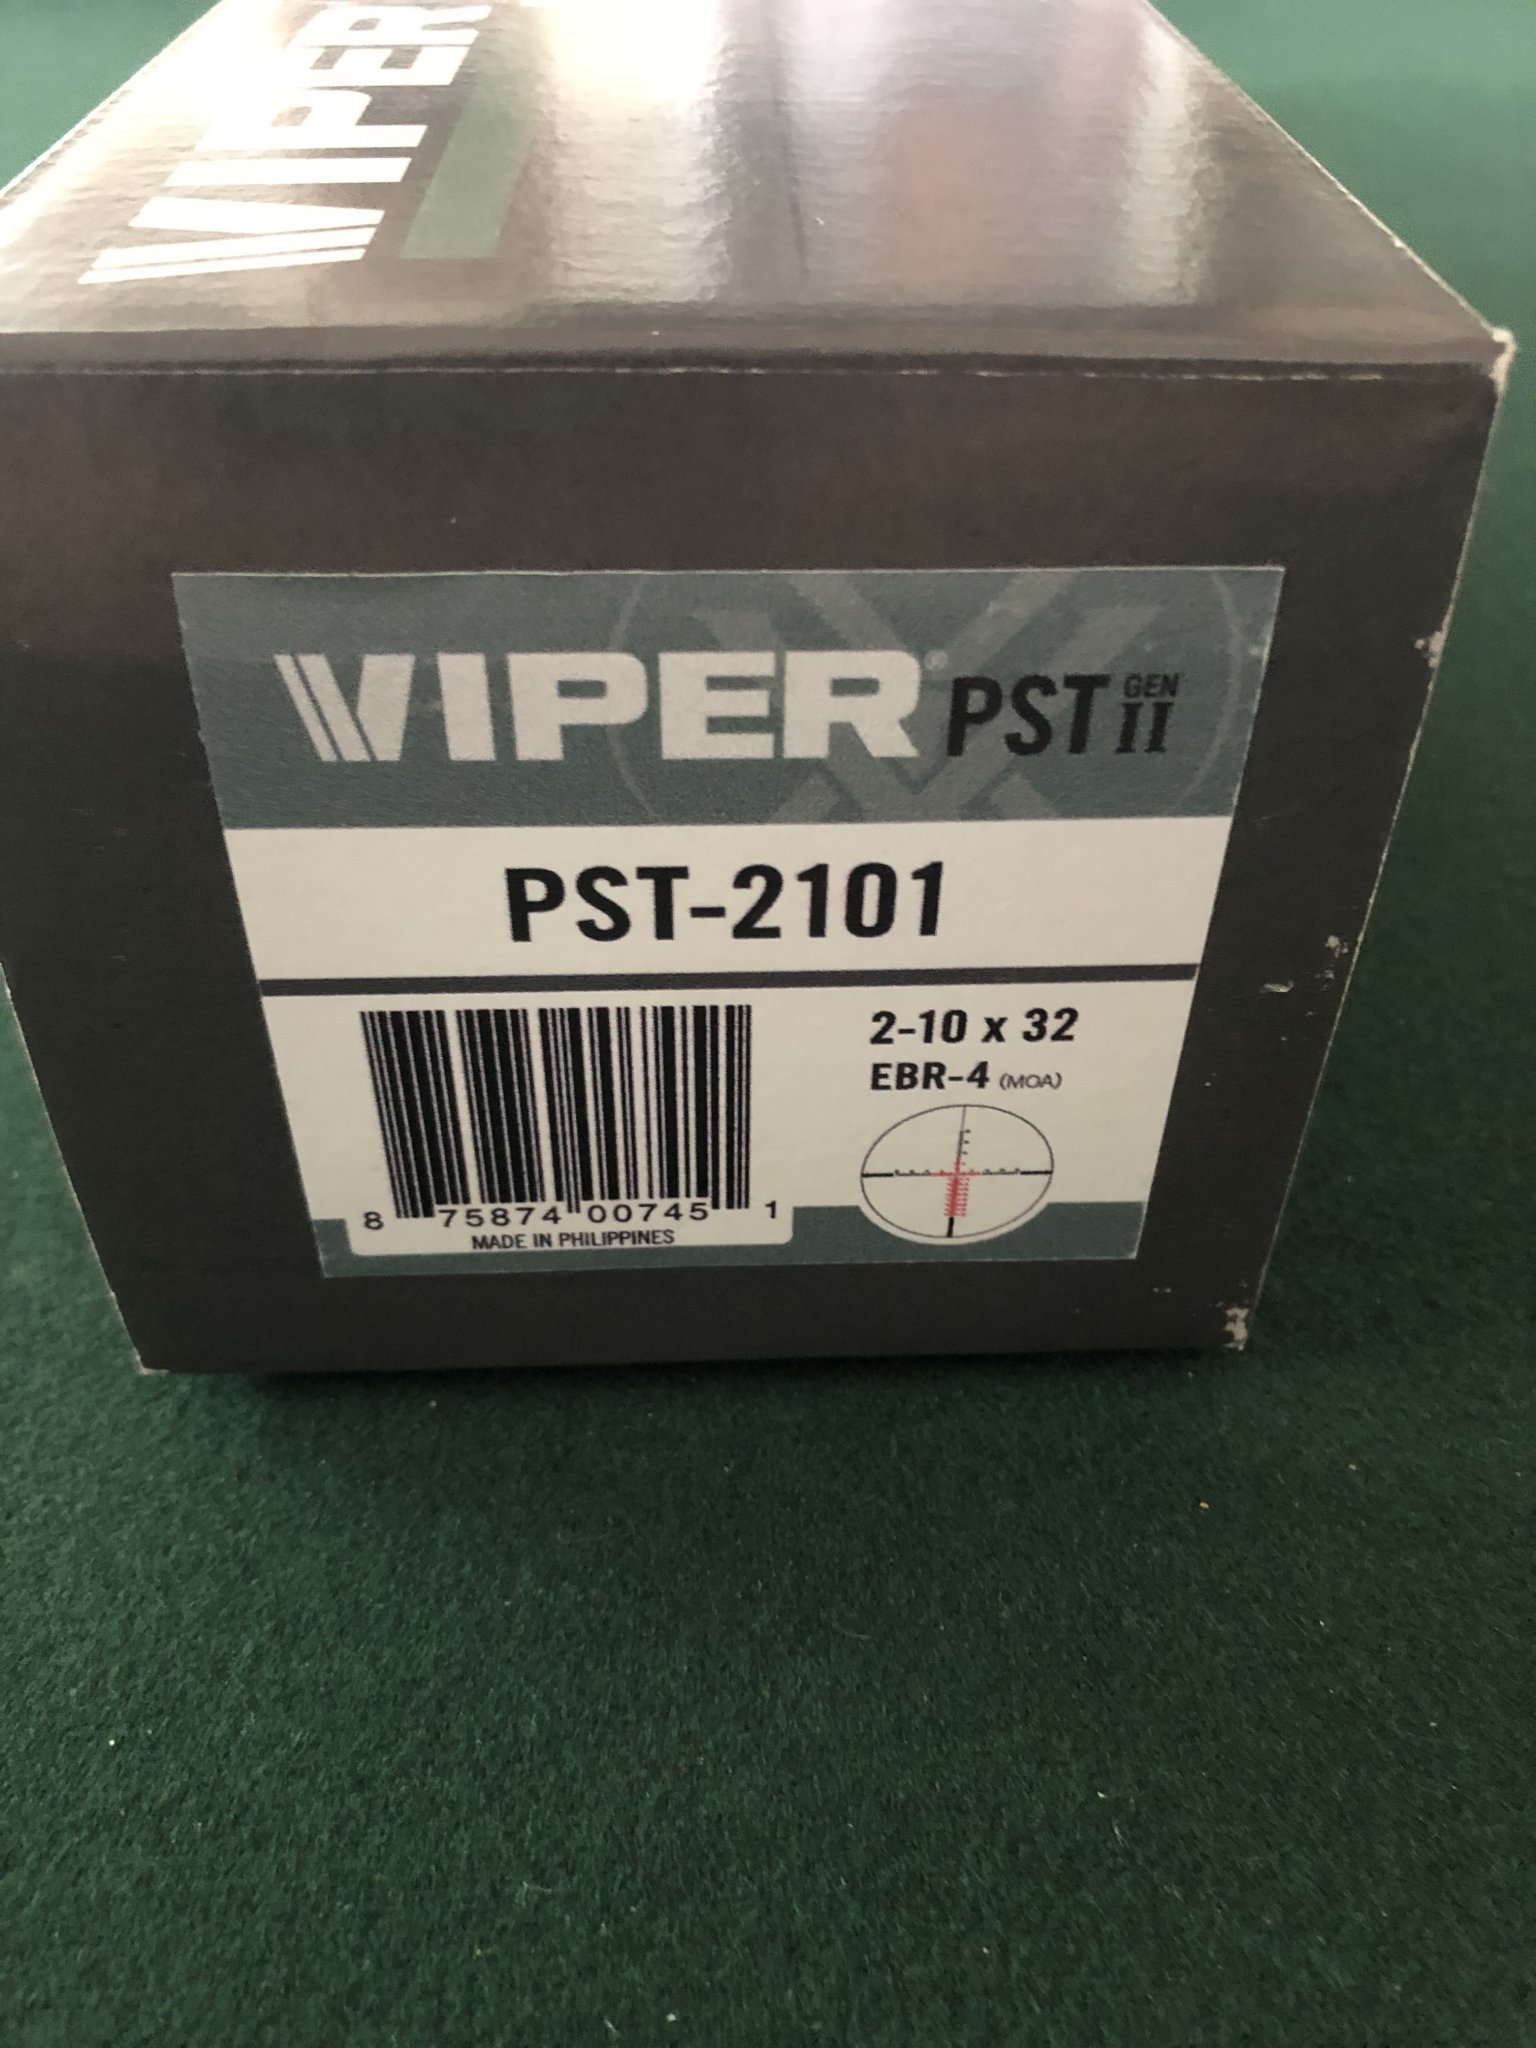 VIPER
VIPER® PST GEN II
PST-2101
2-10 x 32
EBR-4 (MOA)
8 75874 00745 1
MADE IN PHILIPPINES